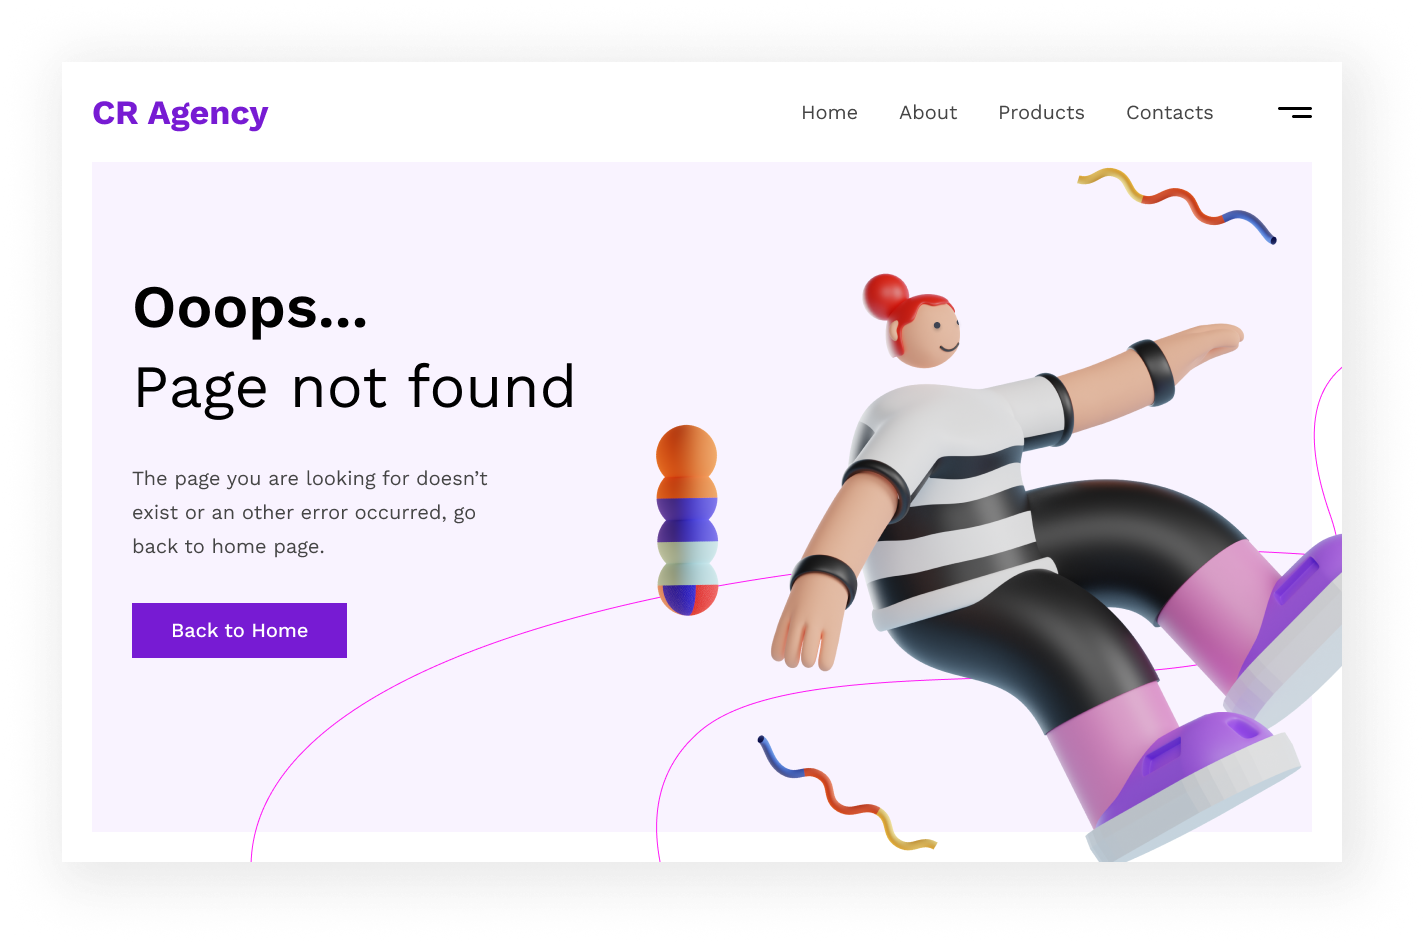 CR Agency
Home About Products Contacts
Ooops...
Page not found
The page you are looking for doesn’t
exist or an other error occurred, go
back to home page.
Back to Home